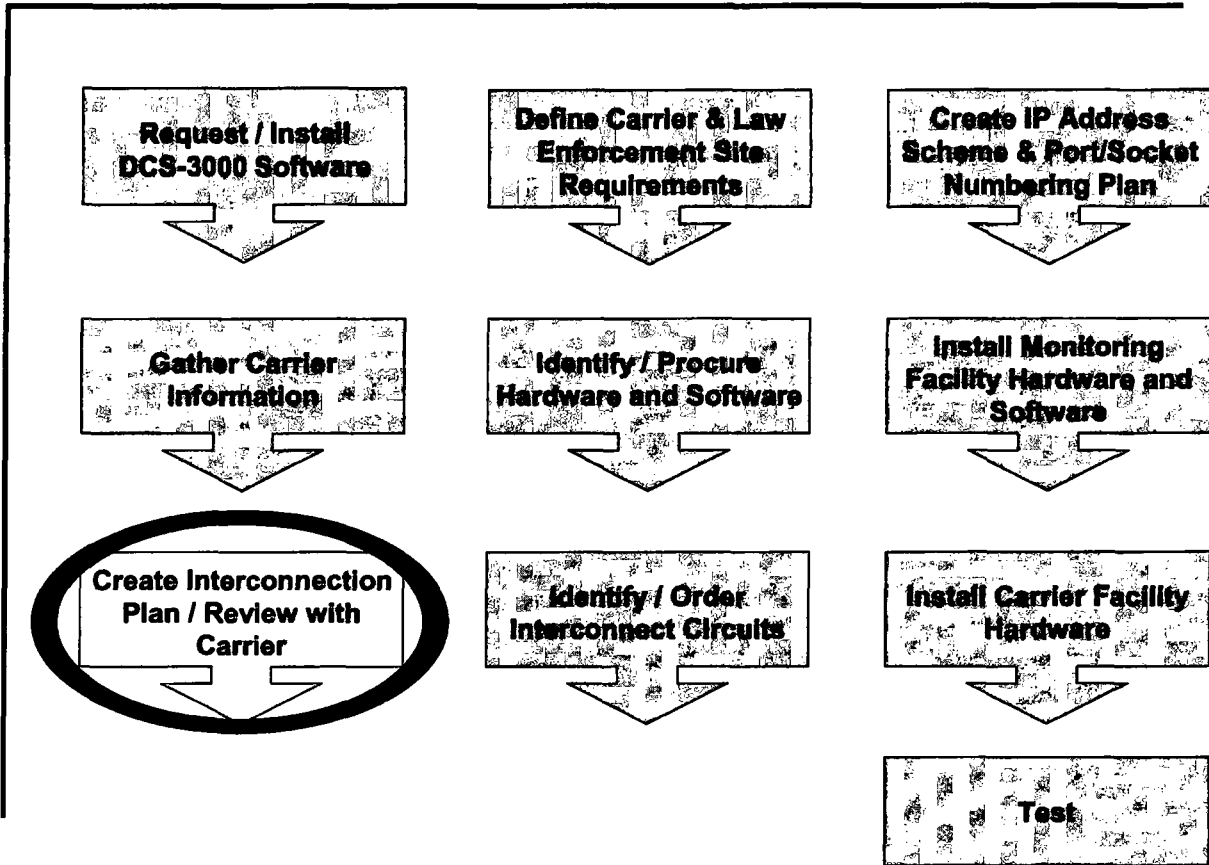 Request / Install
DCS-3000 Software
Gather Carrier
Information
Create Interconnection
Plan / Review with
Carrier
Define Carrier & Law
Enforcement Site
Requirements
Identify / Procure
Hardware and Software
Identify / Order
Interconnect Circuits
Create IP Address
Scheme & Port/Socket
Numbering Plan
Install Monitoring
Facility Hardware and
Software
Install Carrier Facility
Hardware
Test